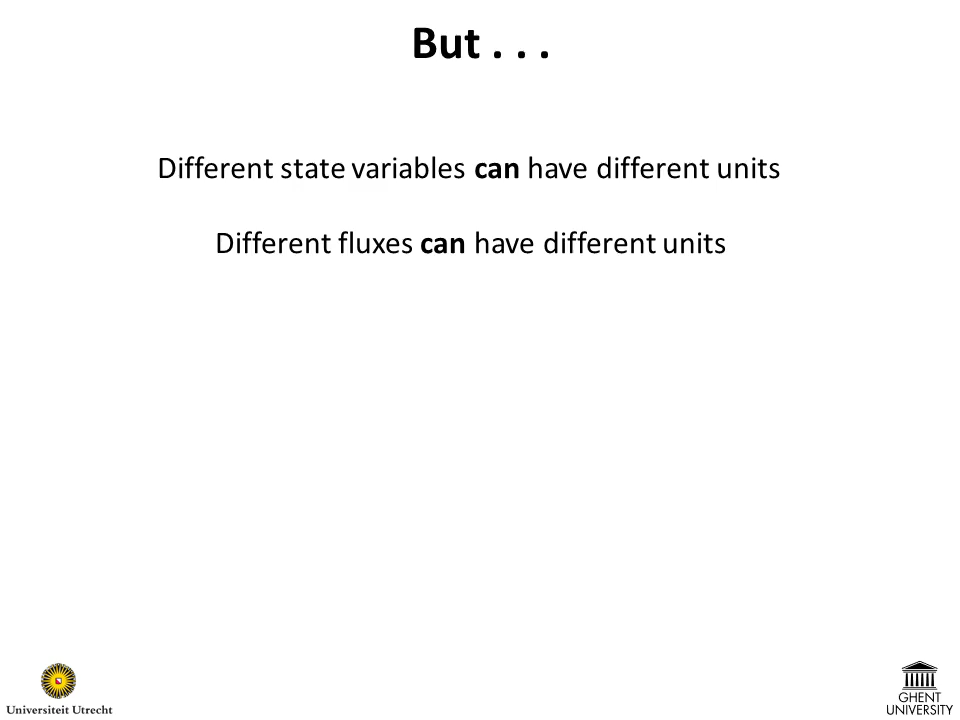 But . . .
Different state variables can have different units
Different fluxes can have different units
Universiteit Utrecht
GHENT
UNIVERSITY